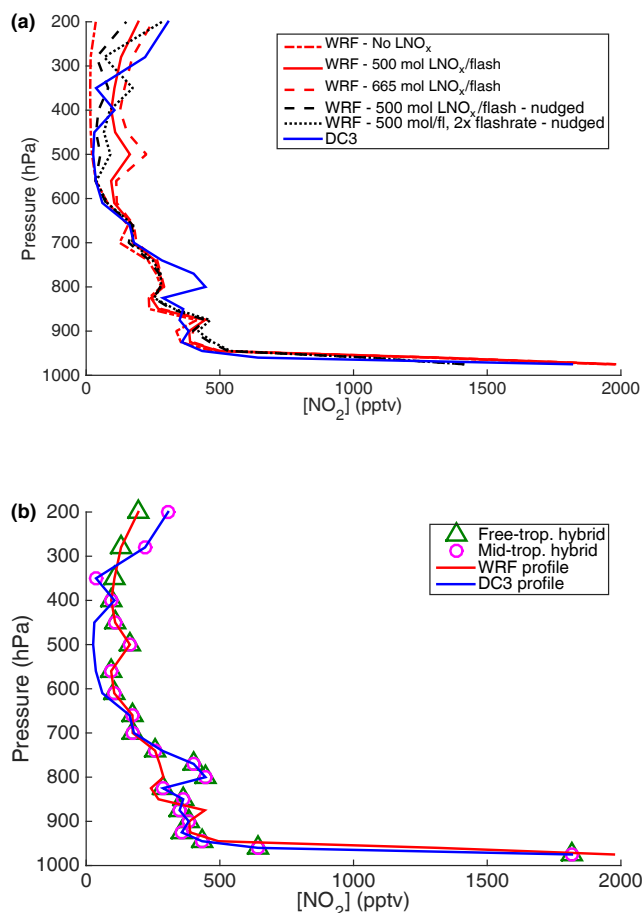 (a)
200
300
400
500
600
700
800
900
1000
Pressure (hPa)
WRF - No LNOx
WRF - 500 mol LNOx/flash
WRF - 665 mol LNOx/flash
WRF - 500 mol LNOx/flash - nudged
WRF - 500 mol/fl, 2x flashrate - nudged
DC3
0 500 1000 1500 2000
[NO2] (pptv)
(b)
200
300
400
500
600
700
800
900
1000
Pressure (hPa)
Free-trop. hybrid
Mid-trop. hybrid
WRF profile
DC3 profile
0 500 1000 1500 2000
[NO2] (pptv)